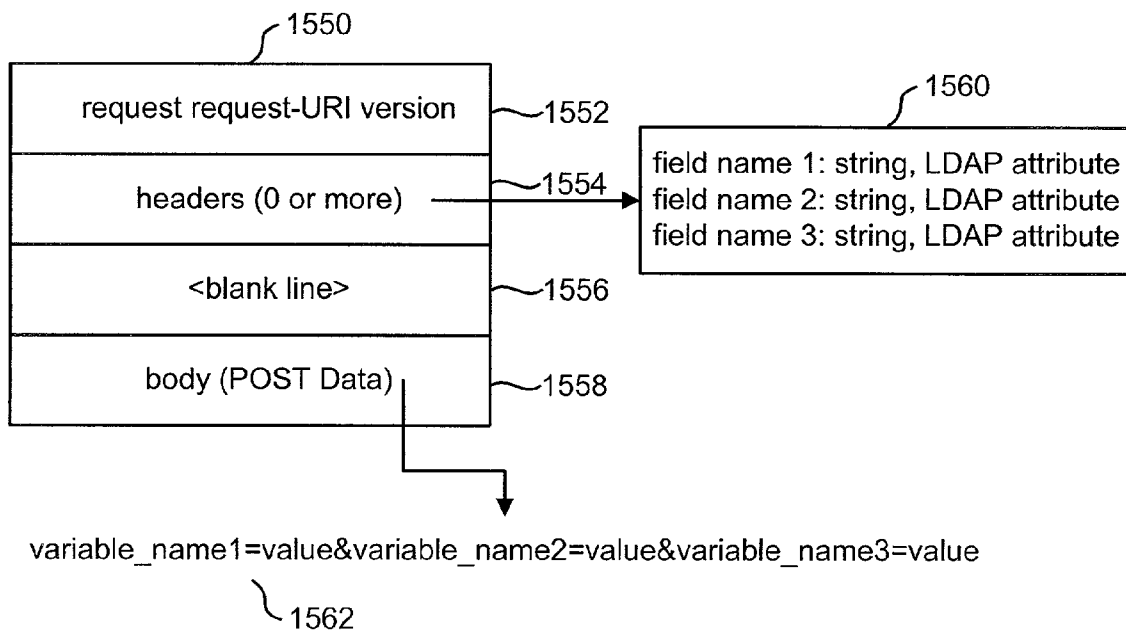 1550
request request-URI version
1552
1560
headers (0 or more)
1554
field name 1: string, LDAP attribute
field name 2: string, LDAP attribute
field name 3: string, LDAP attribute
<blank line>
1556
body (POST Data)
1558
variable_name1=value&variable_name2=value&variable_name3=value
1562